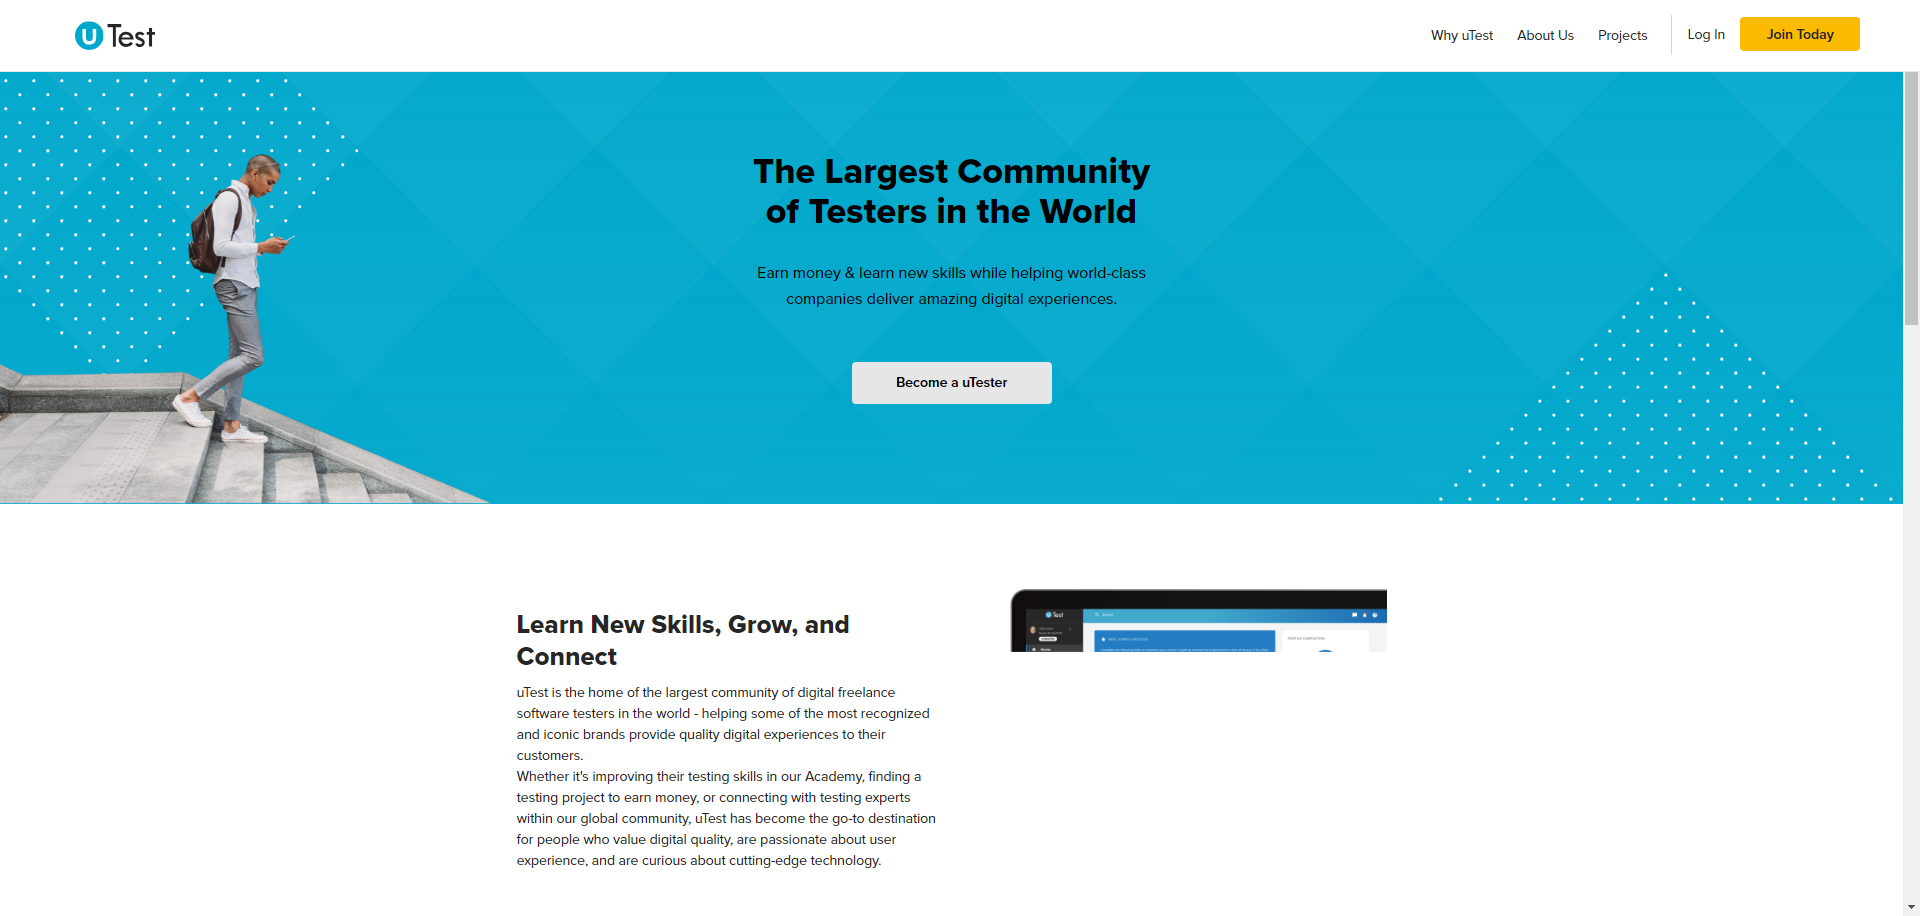 uTest
Why uTest
About Us
Projects
Log In
Join Today
The Largest Community
of Testers in the World
Earn money & learn new skills while helping world-class
companies deliver amazing digital experiences.
Become a uTester
Learn New Skills, Grow, and
Connect
uTest is the home of the largest community of digital freelance
software testers in the world - helping some of the most recognized
and iconic brands provide quality digital experiences to their
customers.
Whether it's improving their testing skills in our Academy, finding a
testing project to earn money, or connecting with testing experts
within our global community, uTest has become the go-to destination
for people who value digital quality, are passionate about user
experience, and are curious about cutting-edge technology.
uTest
Search
PROFILE COMPLETION
Home